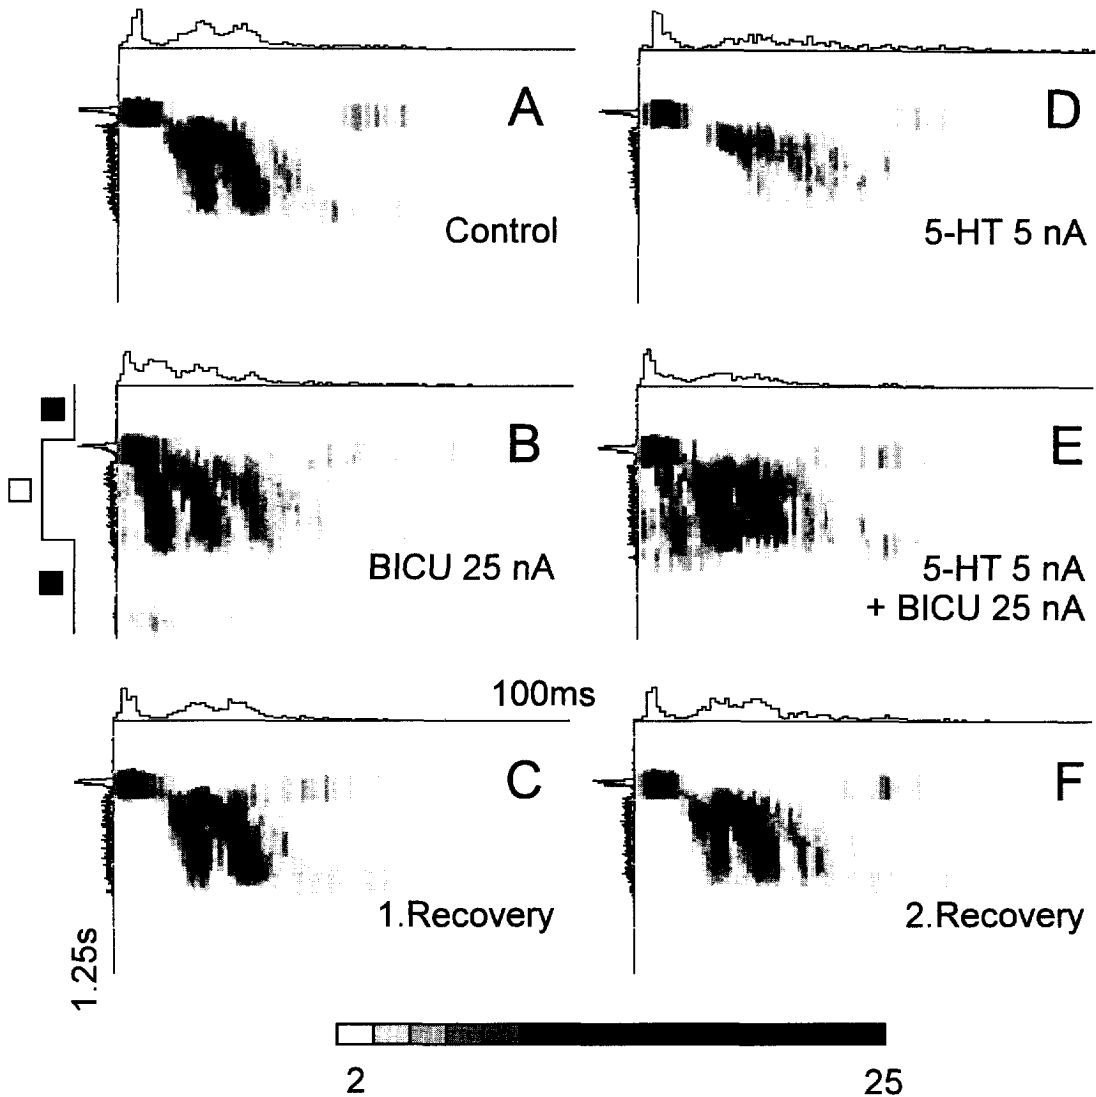 A
Control
D
5-HT 5 nA
B
BICU 25 nA
E
5-HT 5 nA
+ BICU 25 nA
100ms
C
1.Recovery
F
2.Recovery
1.25s
2
25